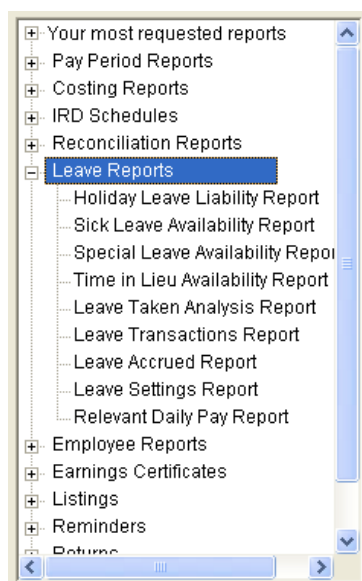 Your most requested reports
Pay Period Reports
Costing Reports
IRD Schedules
Reconciliation Reports
Leave Reports
Holiday Leave Liability Report
Sick Leave Availability Report
Special Leave Availability Repor
Time in Lieu Availability Report
Leave Taken Analysis Report
Leave Transactions Report
Leave Accrued Report
Leave Settings Report
Relevant Daily Pay Report
Employee Reports
Earnings Certificates
Listings
Reminders
Returns